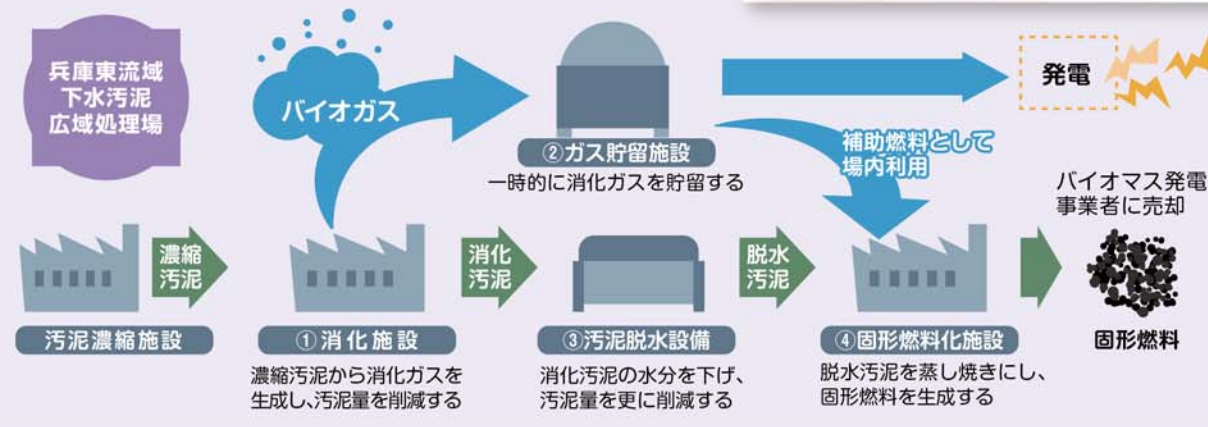 兵庫東流域
下水汚泥
広域処理場
バイオガス
②ガス貯留施設
一時的に消化ガスを貯留する
発電
補助燃料として
場内利用
バイオマス発電
事業者に売却
濃縮
汚泥
消化
汚泥
脱水
汚泥
汚泥濃縮施設
①消化施設
濃縮汚泥から消化ガスを
生成し、汚泥量を削減する
③汚泥脱水設備
消化汚泥の水分を下げ、
汚泥量を更に削減する
④固形燃料化施設
脱水汚泥を蒸し焼きにし、
固形燃料を生成する
固形燃料